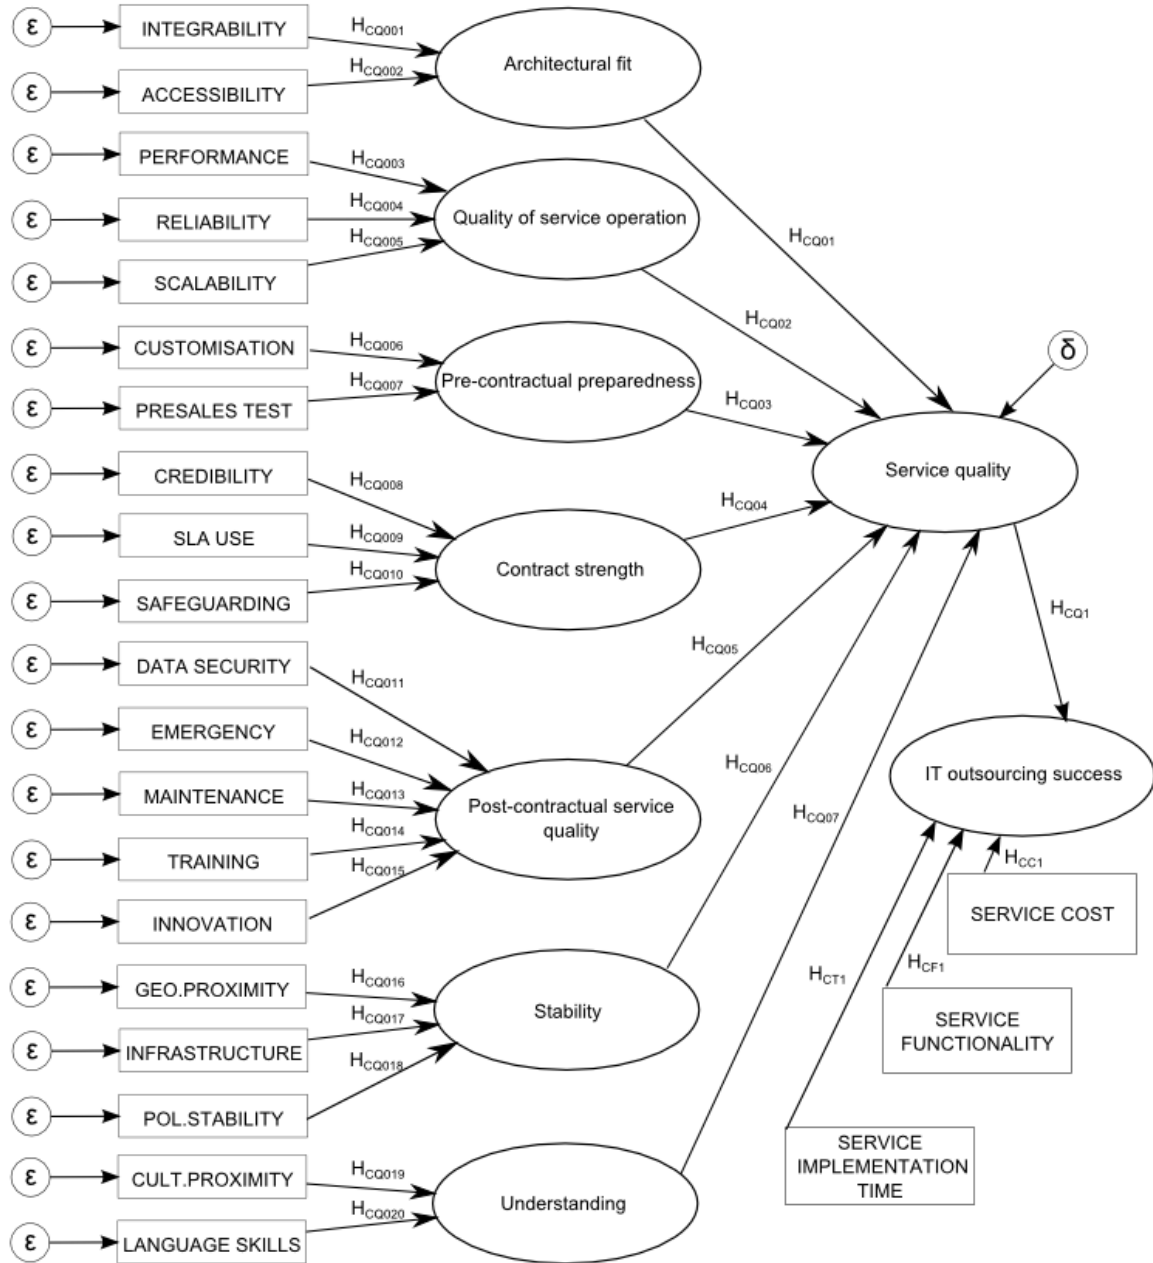 ε INTEGRABILITY H_CQ001
Architectural fit
ε ACCESSIBILITY H_CQ002
ε PERFORMANCE H_CQ003
ε RELIABILITY H_CQ004
Quality of service operation
ε SCALABILITY H_CQ005
H_CQ01
H_CQ02
ε CUSTOMISATION H_CQ006
Pre-contractual preparedness
ε PRESALES TEST H_CQ007
H_CQ03
δ
Service quality
ε CREDIBILITY H_CQ008
H_CQ04
ε SLA USE H_CQ009
Contract strength
ε SAFEGUARDING H_CQ010
ε DATA SECURITY H_CQ011
H_CQ05
H_CQ1
ε EMERGENCY H_CQ012
H_CQ06
IT outsourcing success
ε MAINTENANCE H_CQ013
Post-contractual service
quality
H_CQ07
ε TRAINING H_CQ014
ε INNOVATION H_CQ015
H_CC1
SERVICE COST
H_CT1
H_CF1
ε GEO.PROXIMITY H_CQ016
Stability
ε INFRASTRUCTURE H_CQ017
SERVICE
FUNCTIONALITY
ε POL.STABILITY H_CQ018
SERVICE
IMPLEMENTATION
TIME
ε CULT.PROXIMITY H_CQ019
Understanding
ε LANGUAGE SKILLS H_CQ020